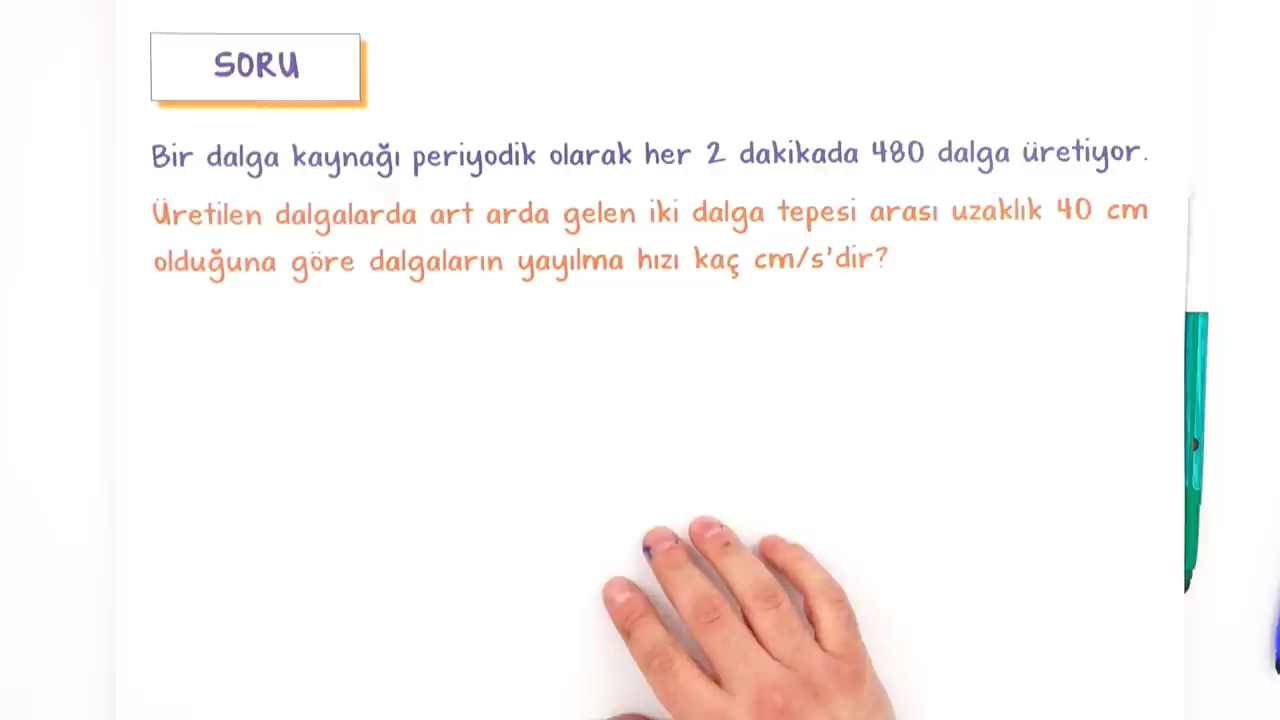 SORU
Bir dalga kaynağı periyodik olarak her 2 dakikada 480 dalga üretiyor.
Üretilen dalgalarda art arda gelen iki dalga tepesi arası uzaklık 40 cm
olduğuna göre dalgaların yayılma hızı kaç cm/s'dir?